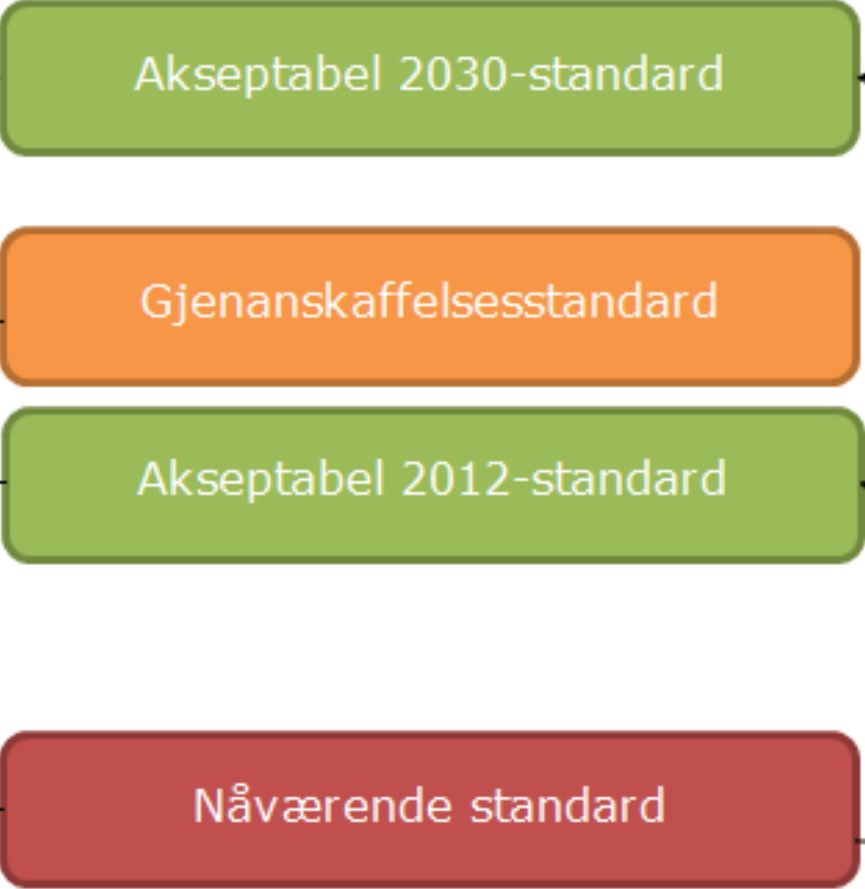 Akseptabel 2030-standard
Gjenanskaffelsesstandard
Akseptabel 2012-standard
Nåværende standard